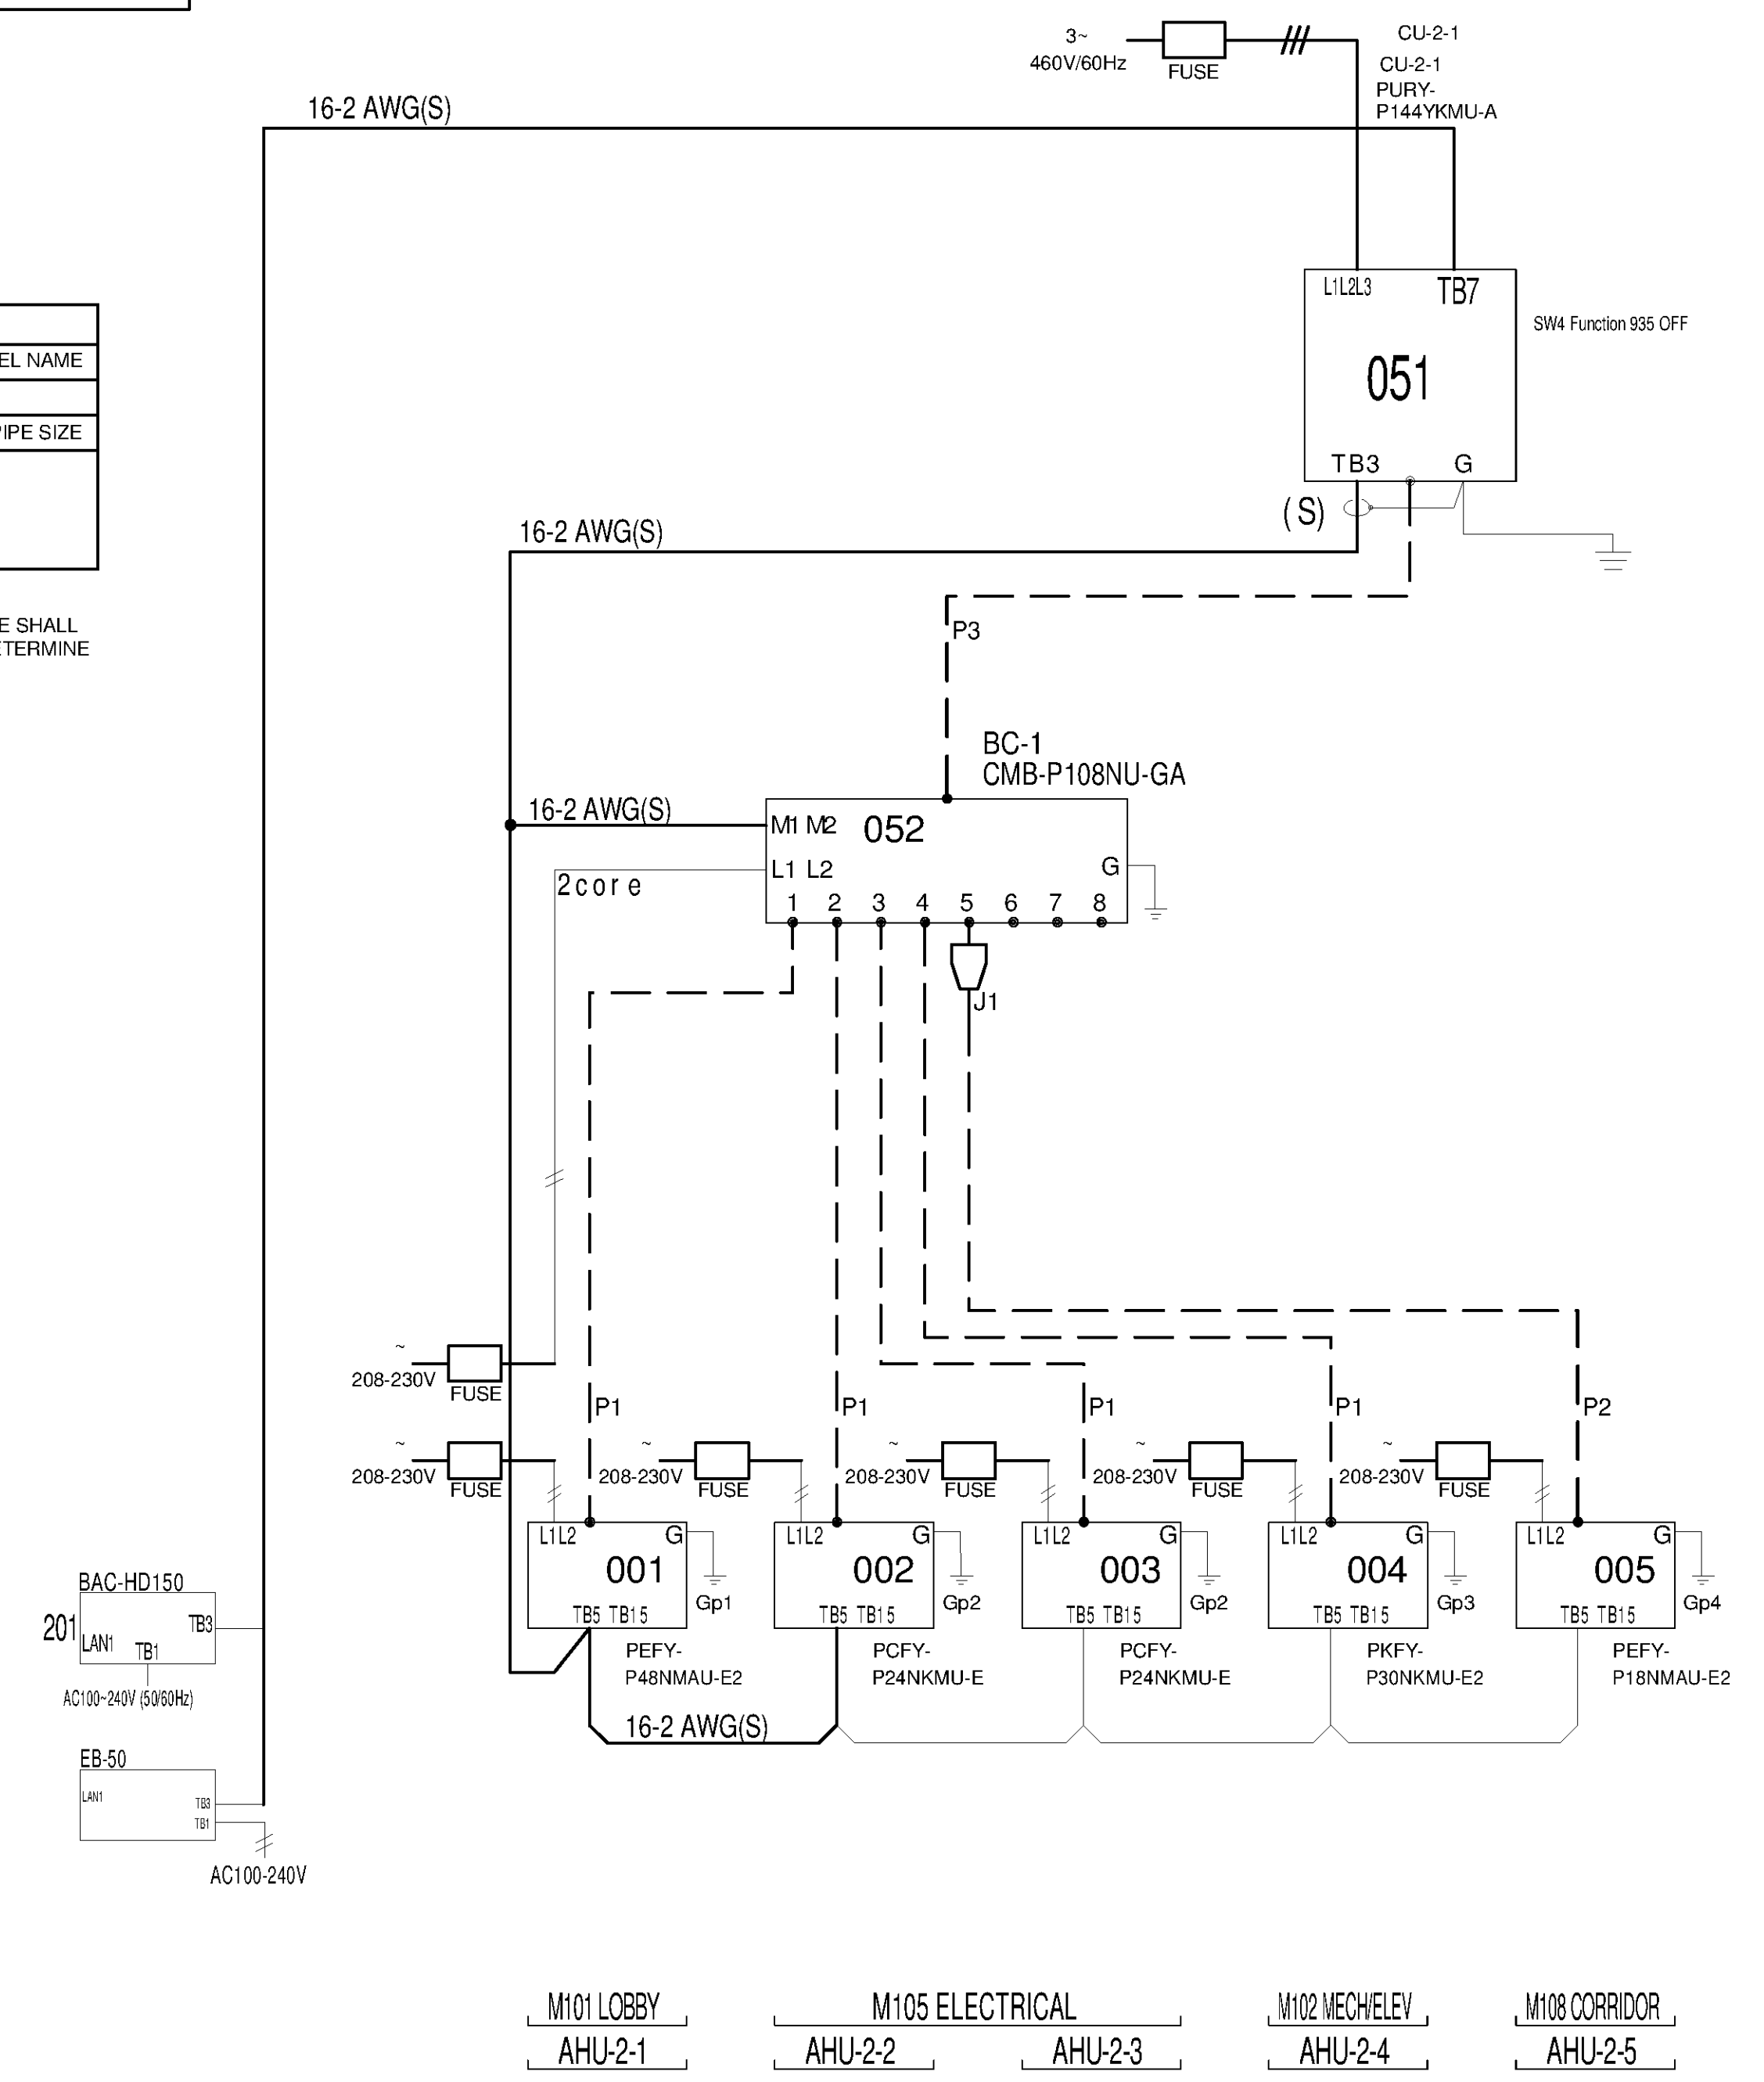 3~
460V/60Hz
FUSE
CU-2-1
CU-2-1
PURY-
P144YKMU-A
16-2 AWG(S)
L1L2L3
TB7
SW4 Function 935 OFF
051
EL NAME
PIPE SIZE
TB3
G
(S)
16-2 AWG(S)
E SHALL
ETERMINE
P3
BC-1
CMB-P108NU-GA
16-2 AWG(S)
M1 M2
052
L1 L2
G
2core
1 2 3 4 5 6 7 8
J1
~
208-230V
FUSE
P1
P1
P1
P1
P2
~
208-230V
FUSE
~
208-230V
FUSE
~
208-230V
FUSE
~
208-230V
FUSE
~
208-230V
FUSE
L1L2
G
001
Gp1
TB5 TB15
L1L2
G
002
Gp2
TB5 TB15
L1L2
G
003
Gp2
TB5 TB15
L1L2
G
004
Gp3
TB5 TB15
L1L2
G
005
Gp4
TB5 TB15
PEFY-
P48NMAU-E2
PCFY-
P24NKMU-E
PCFY-
P24NKMU-E
PKFY-
P30NKMU-E2
PEFY-
P18NMAU-E2
16-2 AWG(S)
BAC-HD150
201
TB3
LAN1
TB1
AC100~240V (50/60Hz)
EB-50
LAN1
TB3
TB1
AC100-240V
M101 LOBBY
M105 ELECTRICAL
M102 MECH/ELEV
M108 CORRIDOR
AHU-2-1
AHU-2-2
AHU-2-3
AHU-2-4
AHU-2-5